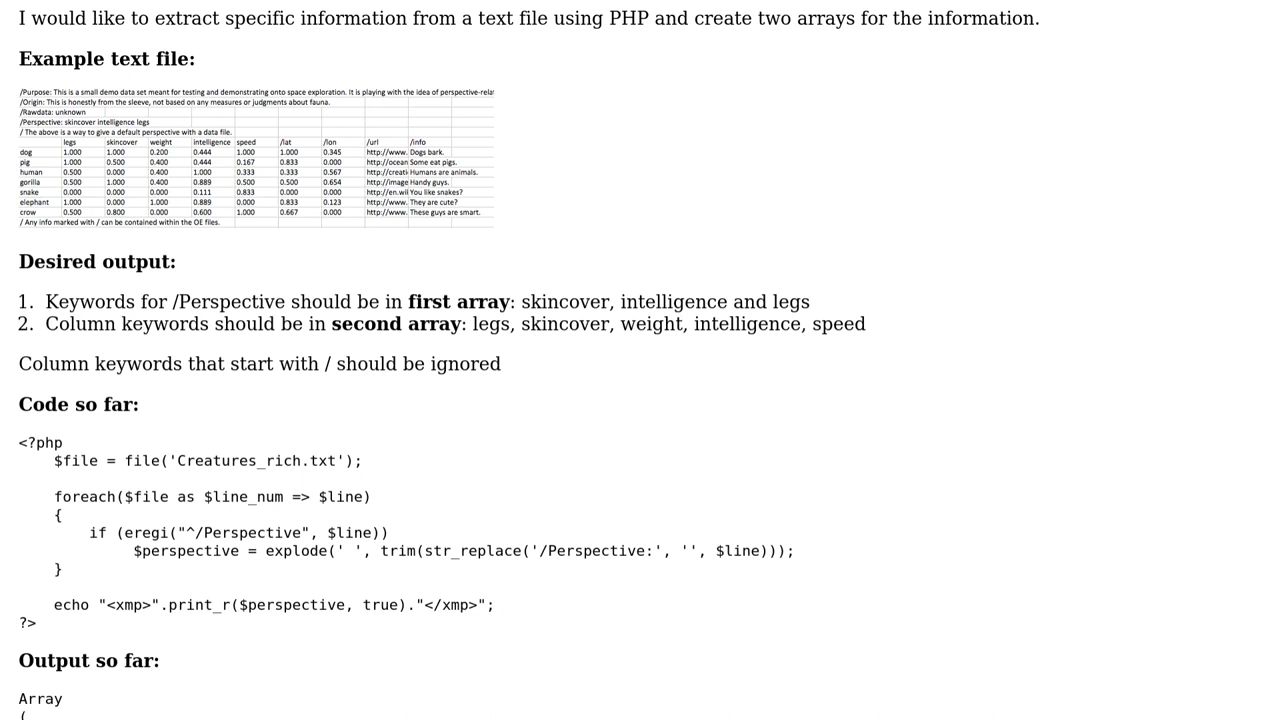 I would like to extract specific information from a text file using PHP and create two arrays for the information.
Example text file:
/Purpose: This is a small demo data set meant for testing and demonstrating onto space exploration. It is playing with the idea of perspective-rela
/Origin: This is honestly from the sleeve, not based on any measures or judgments about fauna.
/Rawdata: unknown
/Perspective: skincover intelligence legs
/ The above is a way to give a default perspective with a data file.
legs skincover weight intelligence speed /lat /lon /url /info
dog 1.000 1.000 0.200 0.444 1.000 1.000 0.345 http://www. Dogs bark.
pig 1.000 0.500 0.400 0.444 0.167 0.833 0.000 http://ocean Some eat pigs.
human 0.500 0.000 0.400 1.000 0.333 0.333 0.567 http://creati Humans are animals.
gorilla 0.500 1.000 0.400 0.889 0.500 0.500 0.654 http://image Handy guys.
snake 0.000 0.000 0.000 0.111 0.833 0.000 0.000 http://en.wil You like snakes?
elephant 1.000 0.000 1.000 0.889 0.000 0.833 0.123 http://www. They are cute?
crow 0.500 0.800 0.000 0.600 1.000 0.667 0.000 http://www. These guys are smart.
/ Any info marked with / can be contained within the OE files.
Desired output:
1. Keywords for /Perspective should be in first array: skincover, intelligence and legs
2. Column keywords should be in second array: legs, skincover, weight, intelligence, speed
Column keywords that start with / should be ignored
Code so far:
<?php
$file = file('Creatures_rich.txt');
foreach($file as $line_num => $line)
{
if (eregi("^/Perspective", $line))
$perspective = explode(' ', trim(str_replace('/Perspective:', '', $line)));
}
echo "<xmp>".print_r($perspective, true)."</xmp>";
?>
Output so far:
Array
(